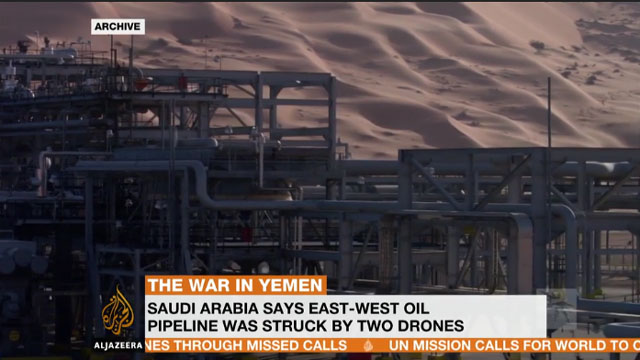 ARCHIVE
THE WAR IN YEMEN
SAUDI ARABIA SAYS EAST-WEST OIL
PIPELINE WAS STRUCK BY TWO DRONES
ALJAZEERA
NES THROUGH MISSED CALLS
UN MISSION CALLS FOR WORLD TO C